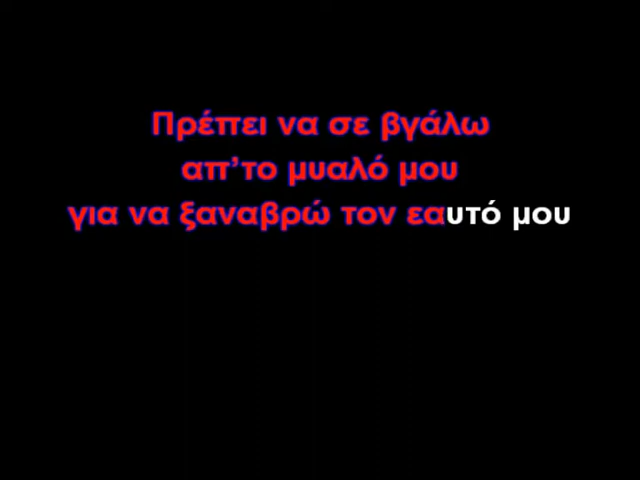 Πρέπει να σε βγάλω
απ’το μυαλό μου
για να ξαναβρώ τον εαυτό μου